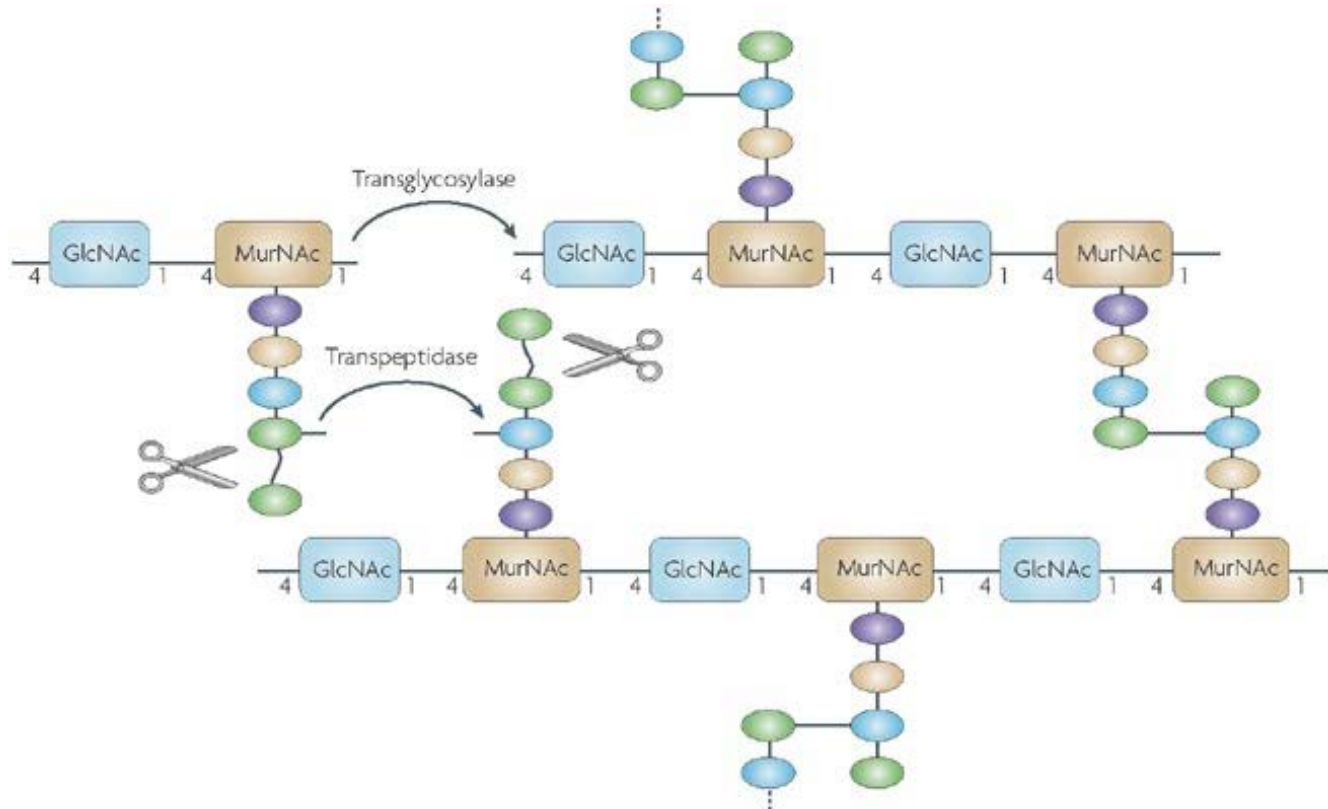 Transglycosylase
GlcNAc MurNAc GlcNAc MurNAc GlcNAc MurNAc
4 1 4 1 4 1 4 1 4 1 4 1
Transpeptidase
GlcNAc MurNAc GlcNAc MurNAc GlcNAc MurNAc
4 1 4 1 4 1 4 1 4 1 4 1